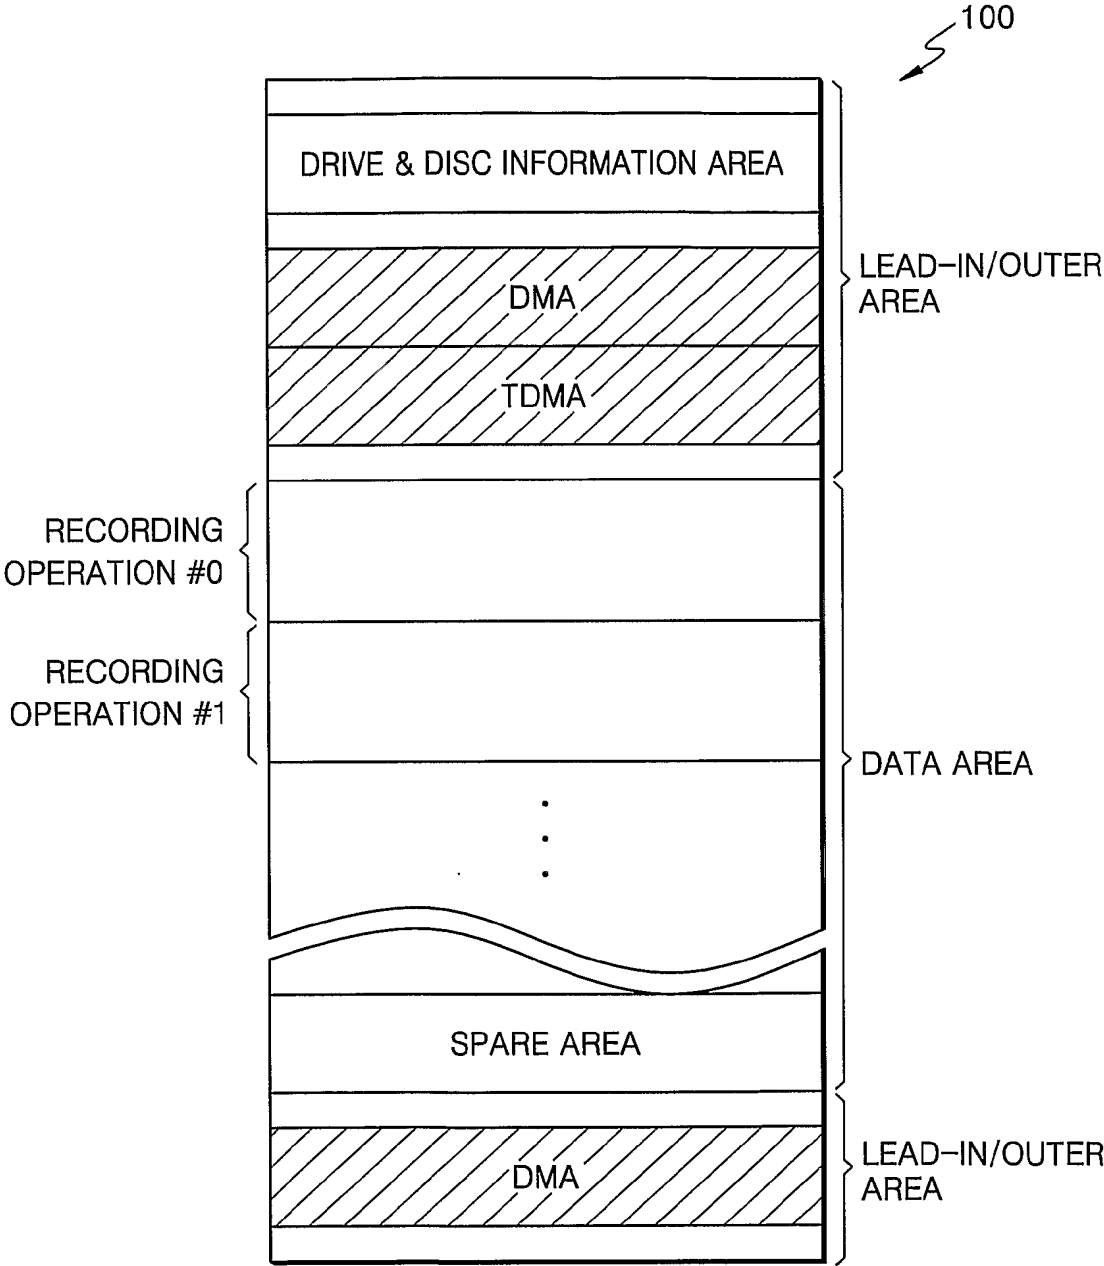 100
DRIVE & DISC INFORMATION AREA
DMA
TDMA
LEAD-IN/OUTER
AREA
RECORDING
OPERATION #0
RECORDING
OPERATION #1
DATA AREA
SPARE AREA
DMA
LEAD-IN/OUTER
AREA